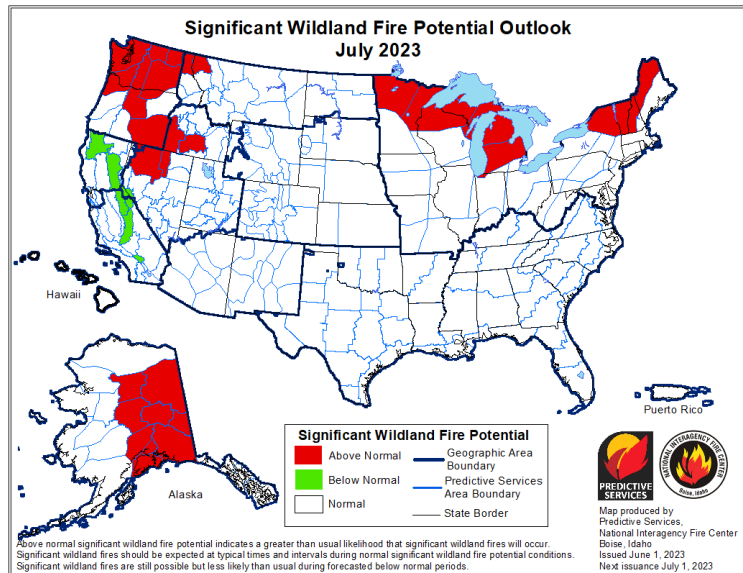 Significant Wildland Fire Potential Outlook
July 2023
Hawaii
Alaska
Puerto Rico
Significant Wildland Fire Potential
Above Normal
Below Normal
Normal
Geographic Area
Boundary
Predictive Services
Area Boundary
State Border
PREDICTIVE
SERVICES
NATIONAL INTERAGENCY FIRE CENTER
Boise, Idaho
Map produced by
Predictive Services,
National Interagency Fire Center
Boise, Idaho
Issued June 1, 2023
Next issuance July 1, 2023
Above normal significant wildland fire potential indicates a greater than usual likelihood that significant wildland fires will occur.
Significant wildland fires should be expected at typical times and intervals during normal significant wildland fire potential conditions.
Significant wildland fires are still possible but less likely than usual during forecasted below normal periods.